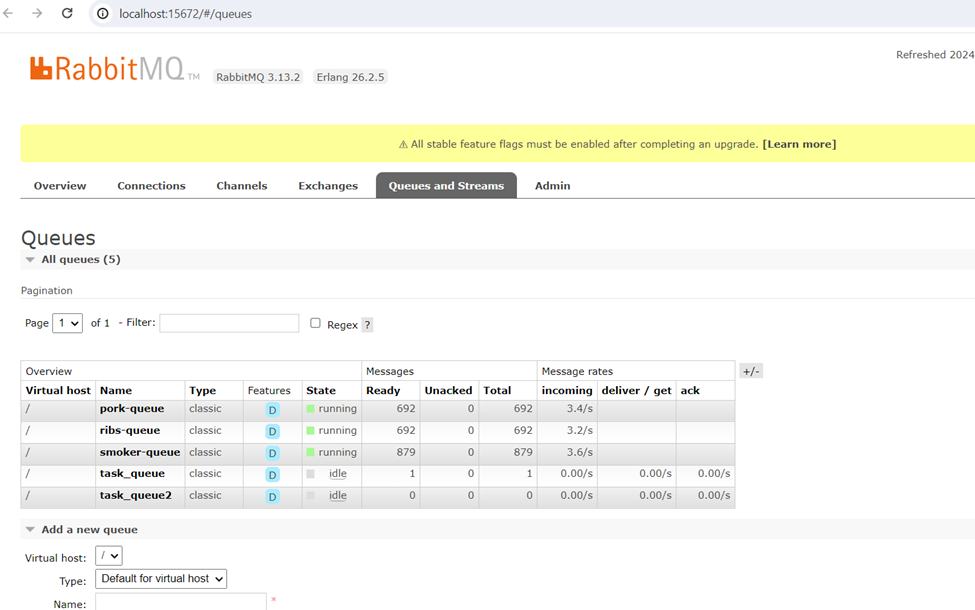 localhost:15672/#/queues
Refreshed 2024
RabbitMQ TM RabbitMQ 3.13.2 Erlang 26.2.5
⚠ All stable feature flags must be enabled after completing an upgrade. [Learn more]
Overview Connections Channels Exchanges Queues and Streams Admin
Queues
All queues (5)
Pagination
Page 1 of 1 - Filter: Regex ?
Overview Messages Message rates +/-
Virtual host Name Type Features State Ready Unacked Total incoming deliver / get ack
/ pork-queue classic D running 692 0 692 3.4/s
/ ribs-queue classic D running 692 0 692 3.2/s
/ smoker-queue classic D running 879 0 879 3.6/s
/ task_queue classic D idle 1 0 1 0.00/s 0.00/s 0.00/s
/ task_queue2 classic D idle 0 0 0 0.00/s 0.00/s 0.00/s
Add a new queue
Virtual host: /
Type: Default for virtual host
Name: *